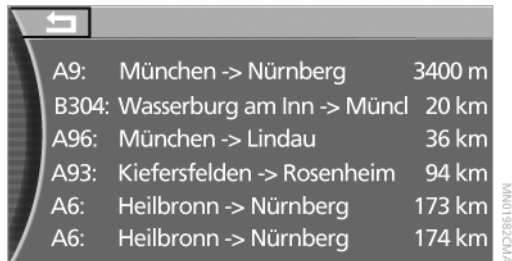 A9: München -> Nürnberg 3400 m
B304: Wasserburg am Inn -> Müncl 20 km
A96: München -> Lindau 36 km
A93: Kiefersfelden -> Rosenheim 94 km
A6: Heilbronn -> Nürnberg 173 km
A6: Heilbronn -> Nürnberg 174 km
MN01982CMA